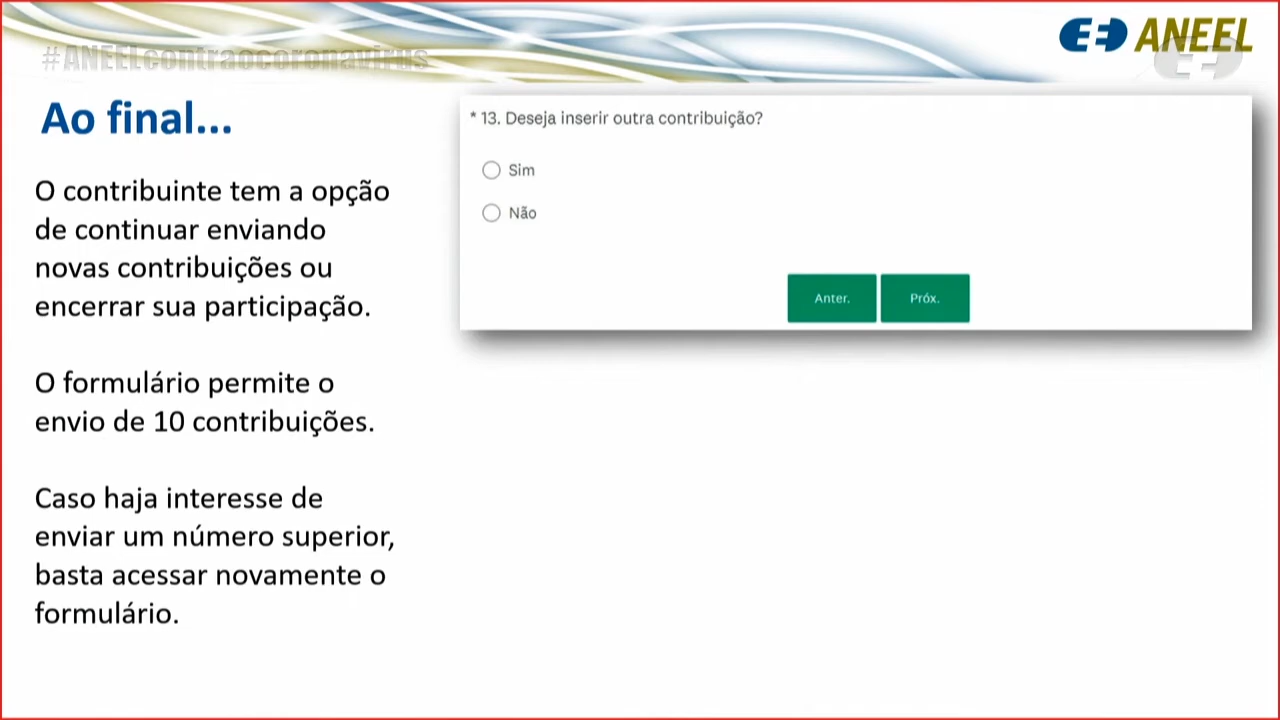 #ANEELcontraocoronavirus
ANEEL
Ao final...
O contribuinte tem a opção
de continuar enviando
novas contribuições ou
encerrar sua participação.
O formulário permite o
envio de 10 contribuições.
Caso haja interesse de
enviar um número superior,
basta acessar novamente o
formulário.
* 13. Deseja inserir outra contribuição?
Sim
Não
Anter.
Próx.